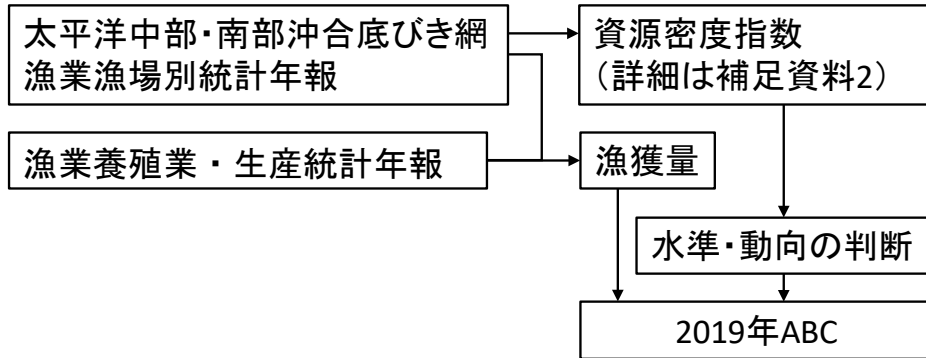 太平洋中部・南部沖合底びき網
漁業漁場別統計年報
資源密度指数
（詳細は補足資料2）
漁業養殖業・生産統計年報
漁獲量
水準・動向の判断
2019年ABC